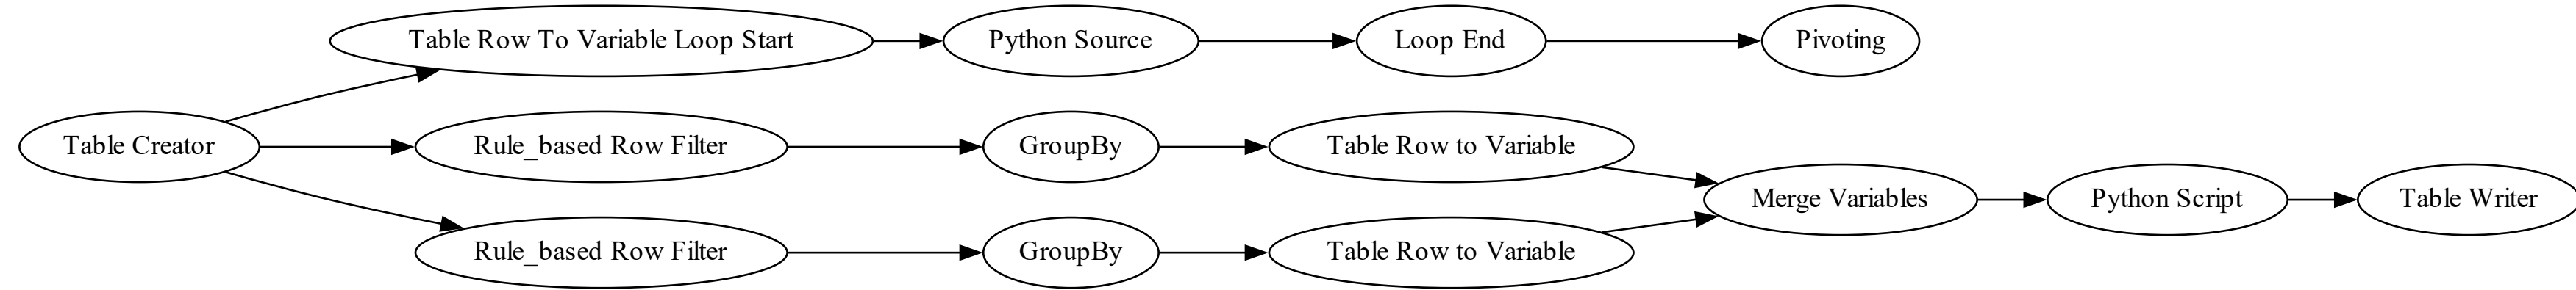 Table Row To Variable Loop Start
Python Source
Loop End
Pivoting
Table Creator
Rule_based Row Filter
GroupBy
Table Row to Variable
Merge Variables
Python Script
Table Writer
Rule_based Row Filter
GroupBy
Table Row to Variable